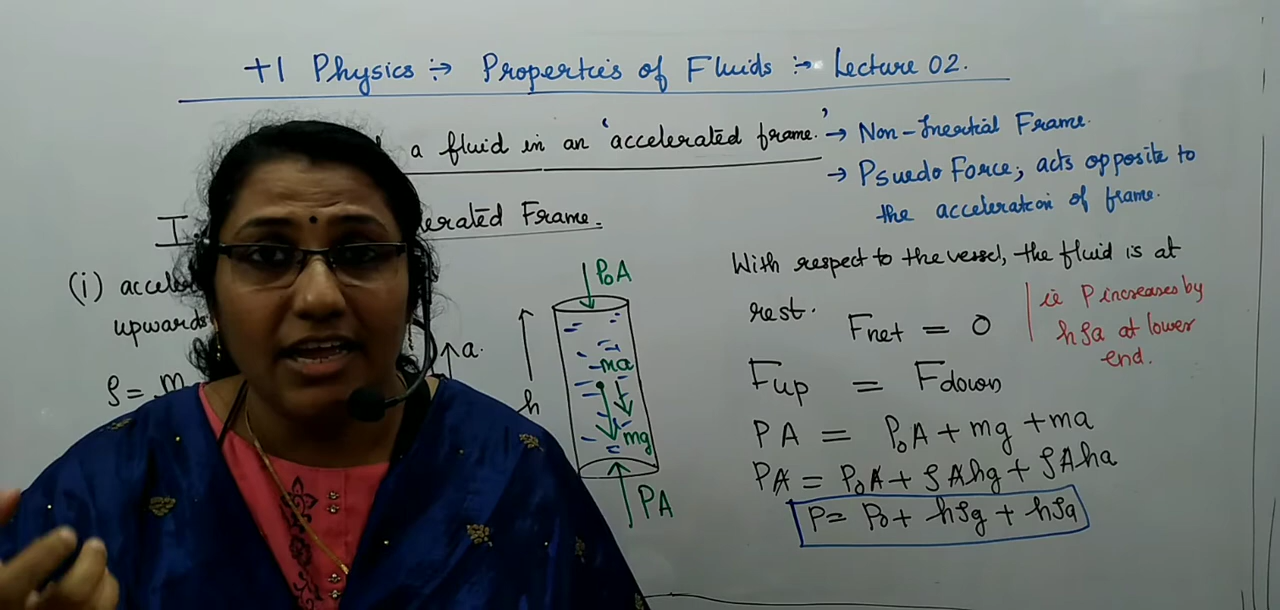 +1 Physics :→ Properties of Fluids :→ Lecture 02.
a fluid in an 'accelerated frame.' → Non-Inertial Frame.
→ Psuedo Force; acts opposite to
the acceleration of frame.
I.
Frame.
(i)
upwards
ρ = m
a.
h
P₀A
ma
mg
PA
With respect to the vessel, the fluid is at
rest.
Fnet = 0
Fup = Fdown
PA = P₀A + mg + ma
PA = P₀A + ρAhg + ρAha
P = P₀ + hρg + hρa
ie P increases by
hρa at lower
end.